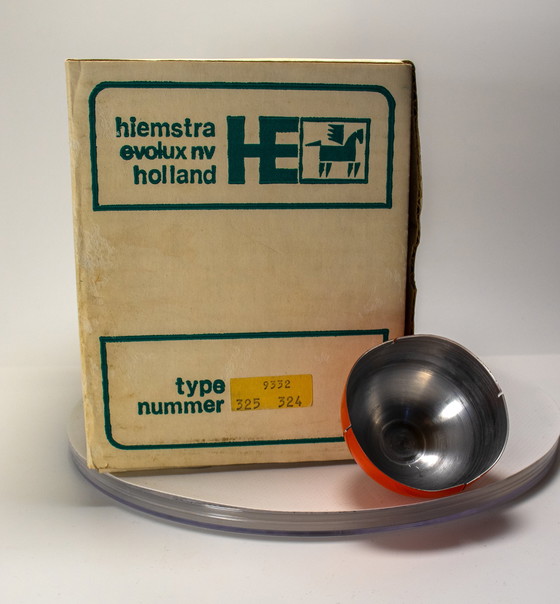 hiemstra
evolux nv
holland
HE
type
nummer
9332
325 324